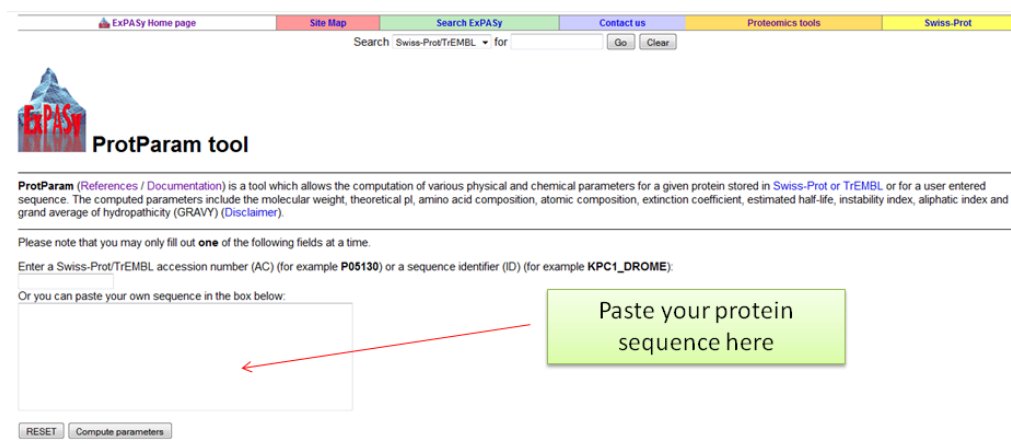 ExPASy Home page Site Map Search ExPASy Contact us Proteomics tools Swiss-Prot
Search Swiss-Prot/TrEMBL for Go Clear
ExPASy
ProtParam tool
ProtParam (References / Documentation) is a tool which allows the computation of various physical and chemical parameters for a given protein stored in Swiss-Prot or TrEMBL or for a user entered
sequence. The computed parameters include the molecular weight, theoretical pI, amino acid composition, atomic composition, extinction coefficient, estimated half-life, instability index, aliphatic index and
grand average of hydropathicity (GRAVY) (Disclaimer).
Please note that you may only fill out one of the following fields at a time.
Enter a Swiss-Prot/TrEMBL accession number (AC) (for example P05130) or a sequence identifier (ID) (for example KPC1_DROME):
Or you can paste your own sequence in the box below:
Paste your protein
sequence here
RESET Compute parameters